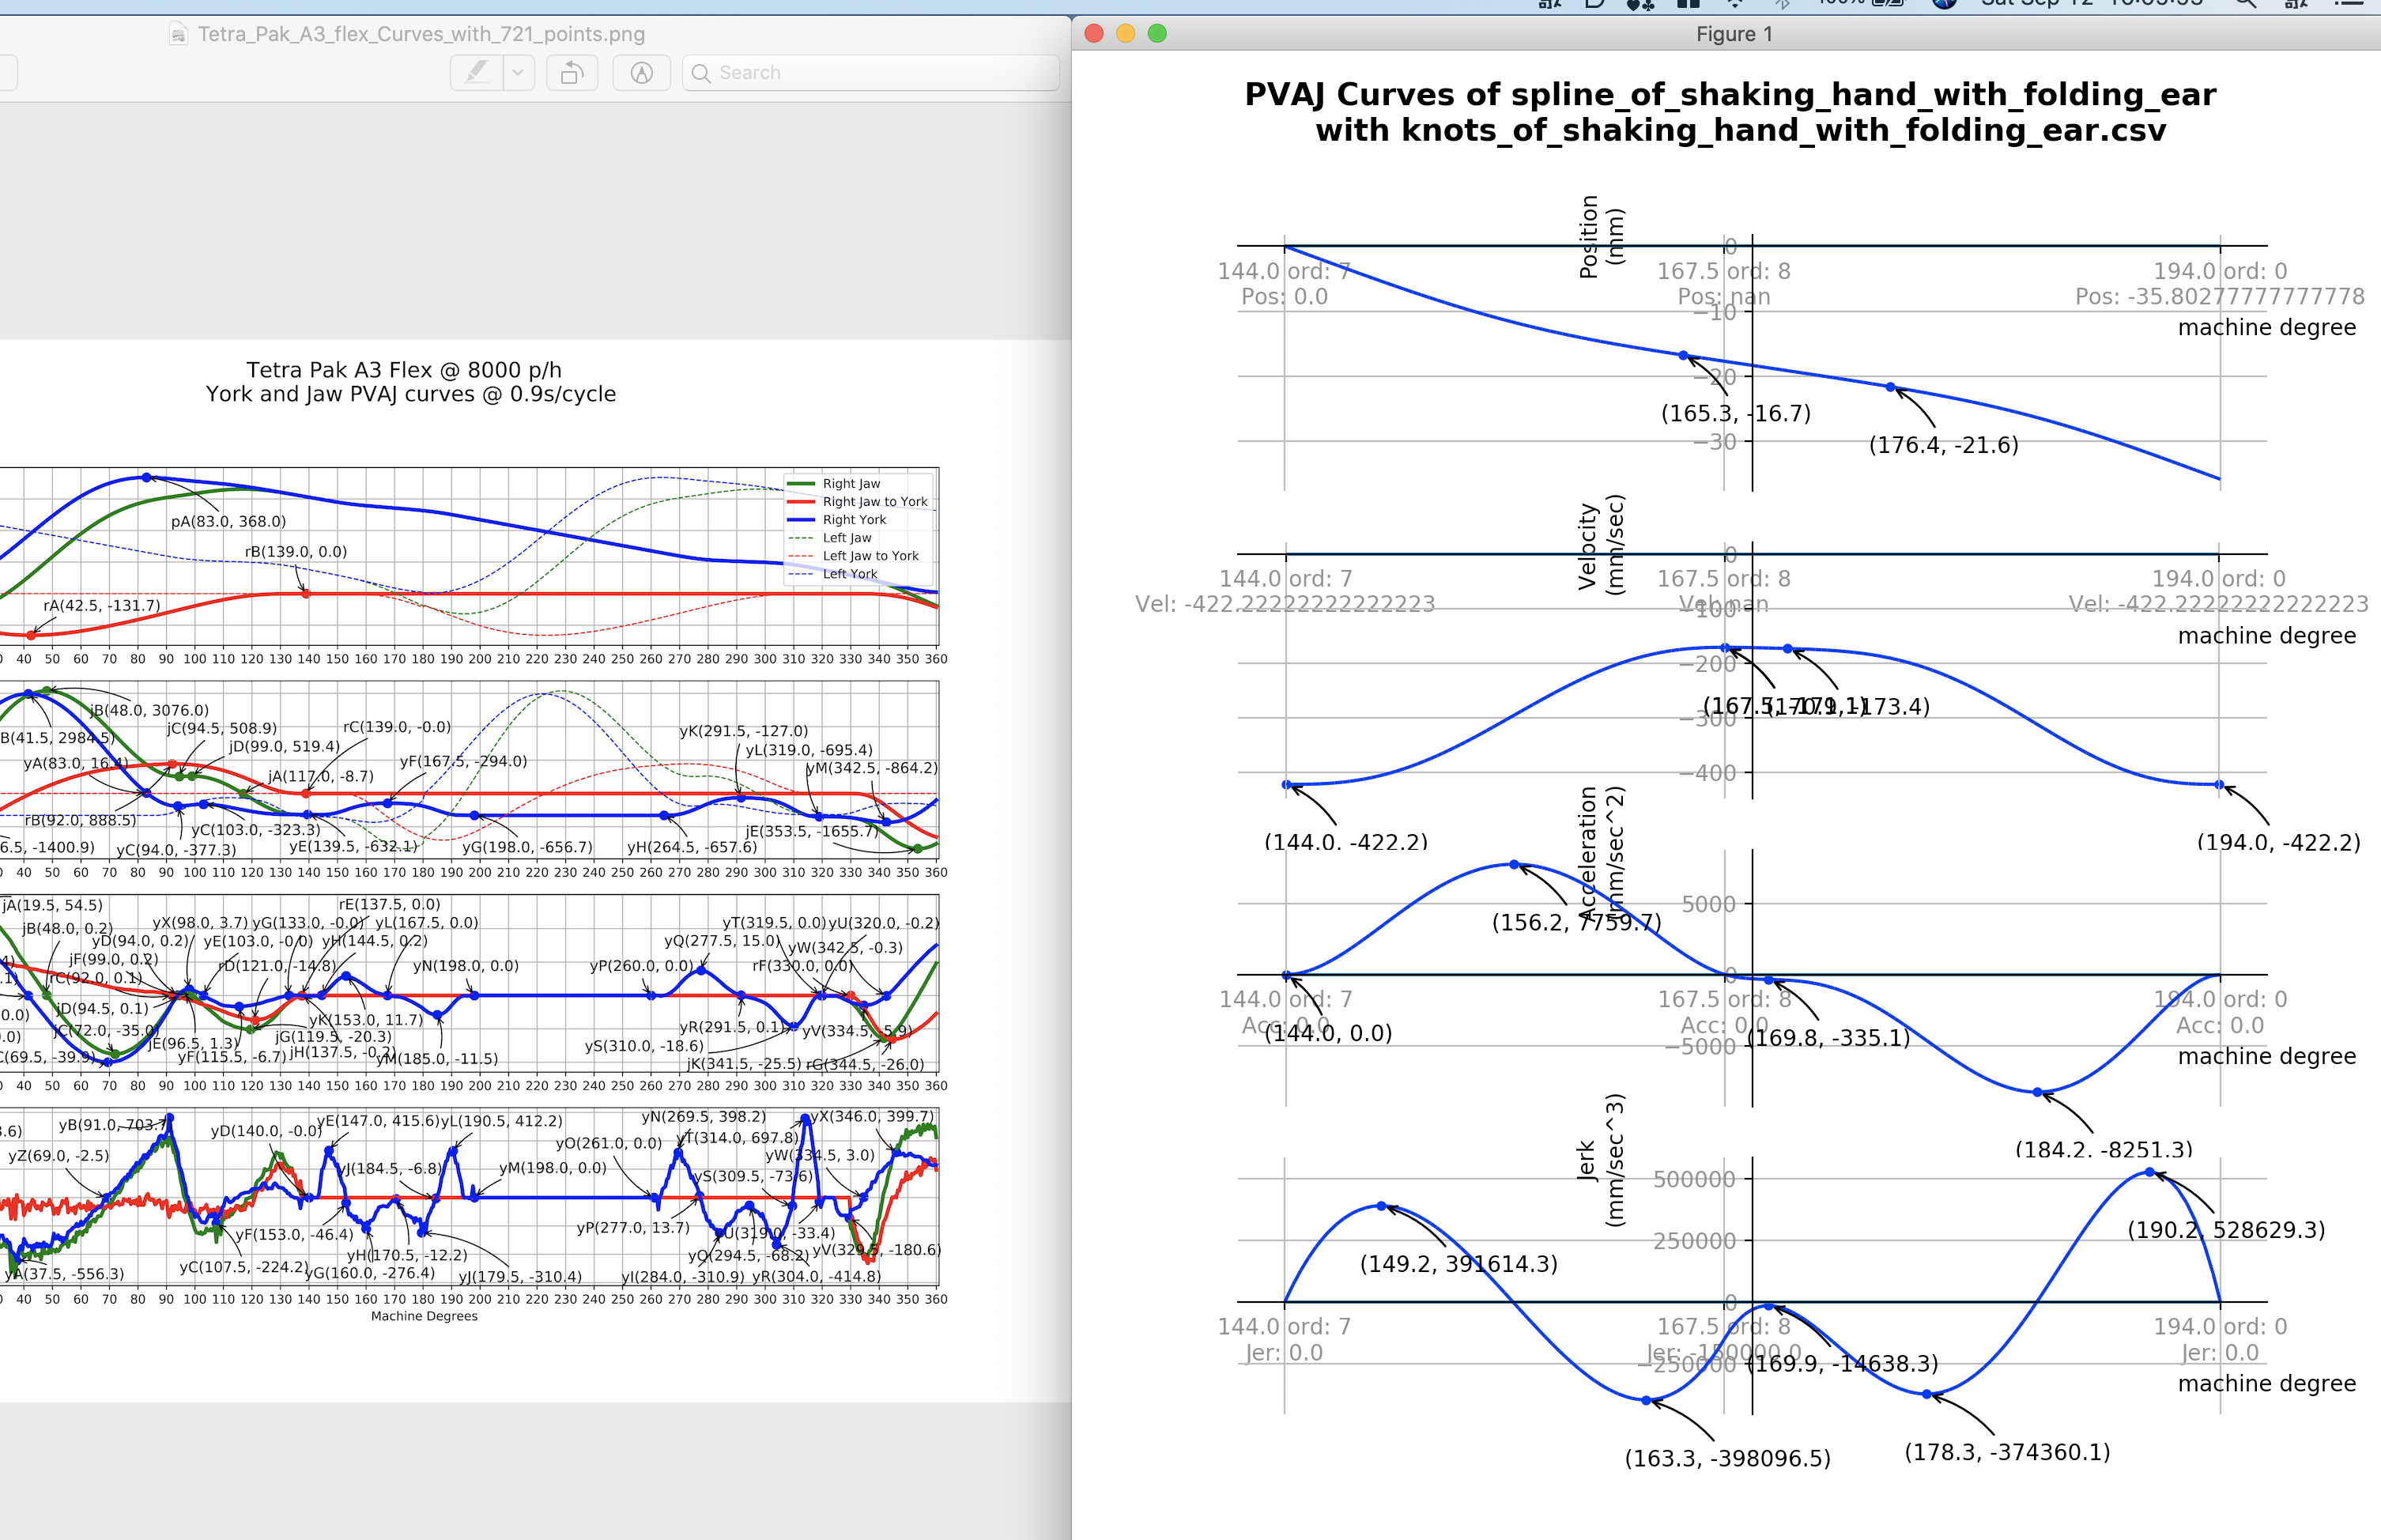 Sat Sep 12
Tetra_Pak_A3_flex_Curves_with_721_points.png
Search
Tetra Pak A3 Flex @ 8000 p/h
York and Jaw PVAJ curves @ 0.9s/cycle
Right Jaw
Right Jaw to York
Right York
Left Jaw
Left Jaw to York
Left York
pA(83.0, 368.0)
rB(139.0, 0.0)
rA(42.5, -131.7)
40 50 60 70 80 90 100 110 120 130 140 150 160 170 180 190 200 210 220 230 240 250 260 270 280 290 300 310 320 330 340 350 360
jB(48.0, 3076.0)
jC(94.5, 508.9)
rC(139.0, -0.0)
yK(291.5, -127.0)
B(41.5, 2984.5)
jD(99.0, 519.4)
yL(319.0, -695.4)
yA(83.0, 16.4)
jA(117.0, -8.7)
yF(167.5, -294.0)
yM(342.5, -864.2)
rB(92.0, 888.5)
yC(103.0, -323.3)
jE(353.5, -1655.7)
6.5, -1400.9)
yC(94.0, -377.3)
yE(139.5, -632.1)
yG(198.0, -656.7)
yH(264.5, -657.6)
40 50 60 70 80 90 100 110 120 130 140 150 160 170 180 190 200 210 220 230 240 250 260 270 280 290 300 310 320 330 340 350 360
jA(19.5, 54.5)
rE(137.5, 0.0)
jB(48.0, 0.2)
yX(98.0, 3.7)
yG(133.0, -0.0)
yL(167.5, 0.0)
yT(319.5, 0.0)
yU(320.0, -0.2)
yD(94.0, 0.2)
yE(103.0, -0.0)
yH(144.5, 0.2)
yQ(277.5, 15.0)
yW(342.5, -0.3)
jF(99.0, 0.2)
rD(121.0, -14.8)
yN(198.0, 0.0)
yP(260.0, 0.0)
rF(330.0, 0.0)
rC(92.0, 0.1)
jD(94.5, 0.1)
yK(153.0, 11.7)
jC(72.0, -35.0)
yR(291.5, 0.1)
yV(334.5, -5.9)
jE(96.5, 1.3)
jG(119.5, -20.3)
yS(310.0, -18.6)
C(69.5, -39.9)
yF(115.5, -6.7)
jH(137.5, -0.2)
yM(185.0, -11.5)
jK(341.5, -25.5)
rG(344.5, -26.0)
40 50 60 70 80 90 100 110 120 130 140 150 160 170 180 190 200 210 220 230 240 250 260 270 280 290 300 310 320 330 340 350 360
yB(91.0, 703.7)
yD(140.0, -0.0)
yE(147.0, 415.6)
yL(190.5, 412.2)
yN(269.5, 398.2)
yX(346.0, 399.7)
yZ(69.0, -2.5)
yJ(184.5, -6.8)
yM(198.0, 0.0)
yO(261.0, 0.0)
yT(314.0, 697.8)
yW(334.5, 3.0)
yS(309.5, -73.6)
yF(153.0, -46.4)
yP(277.0, 13.7)
yU(319.0, -33.4)
yH(170.5, -12.2)
yQ(294.5, -68.2)
yV(329.5, -180.6)
yA(37.5, -556.3)
yC(107.5, -224.2)
yG(160.0, -276.4)
yJ(179.5, -310.4)
yI(284.0, -310.9)
yR(304.0, -414.8)
40 50 60 70 80 90 100 110 120 130 140 150 160 170 180 190 200 210 220 230 240 250 260 270 280 290 300 310 320 330 340 350 360
Machine Degrees
Figure 1
PVAJ Curves of spline_of_shaking_hand_with_folding_ear
with knots_of_shaking_hand_with_folding_ear.csv
Position
(mm)
0
−10
−20
−30
144.0 ord: 7
Pos: 0.0
167.5 ord: 8
Pos: nan
194.0 ord: 0
Pos: -35.80277777777778
machine degree
(165.3, -16.7)
(176.4, -21.6)
Velocity
(mm/sec)
0
−100
−200
−300
−400
144.0 ord: 7
Vel: -422.22222222222223
167.5 ord: 8
Vel: nan
194.0 ord: 0
Vel: -422.22222222222223
machine degree
(167.5, -171.1)
(170.9, -173.4)
(144.0, -422.2)
(194.0, -422.2)
Acceleration
(mm/sec^2)
5000
0
−5000
(156.2, 7759.7)
144.0 ord: 7
Acc: 0.0
(144.0, 0.0)
167.5 ord: 8
Acc: 0.0
(169.8, -335.1)
194.0 ord: 0
Acc: 0.0
machine degree
(184.2, -8251.3)
Jerk
(mm/sec^3)
500000
250000
0
−250000
(149.2, 391614.3)
(190.2, 528629.3)
144.0 ord: 7
Jer: 0.0
167.5 ord: 8
Jer: -150000.0
194.0 ord: 0
Jer: 0.0
(169.9, -14638.3)
machine degree
(163.3, -398096.5)
(178.3, -374360.1)